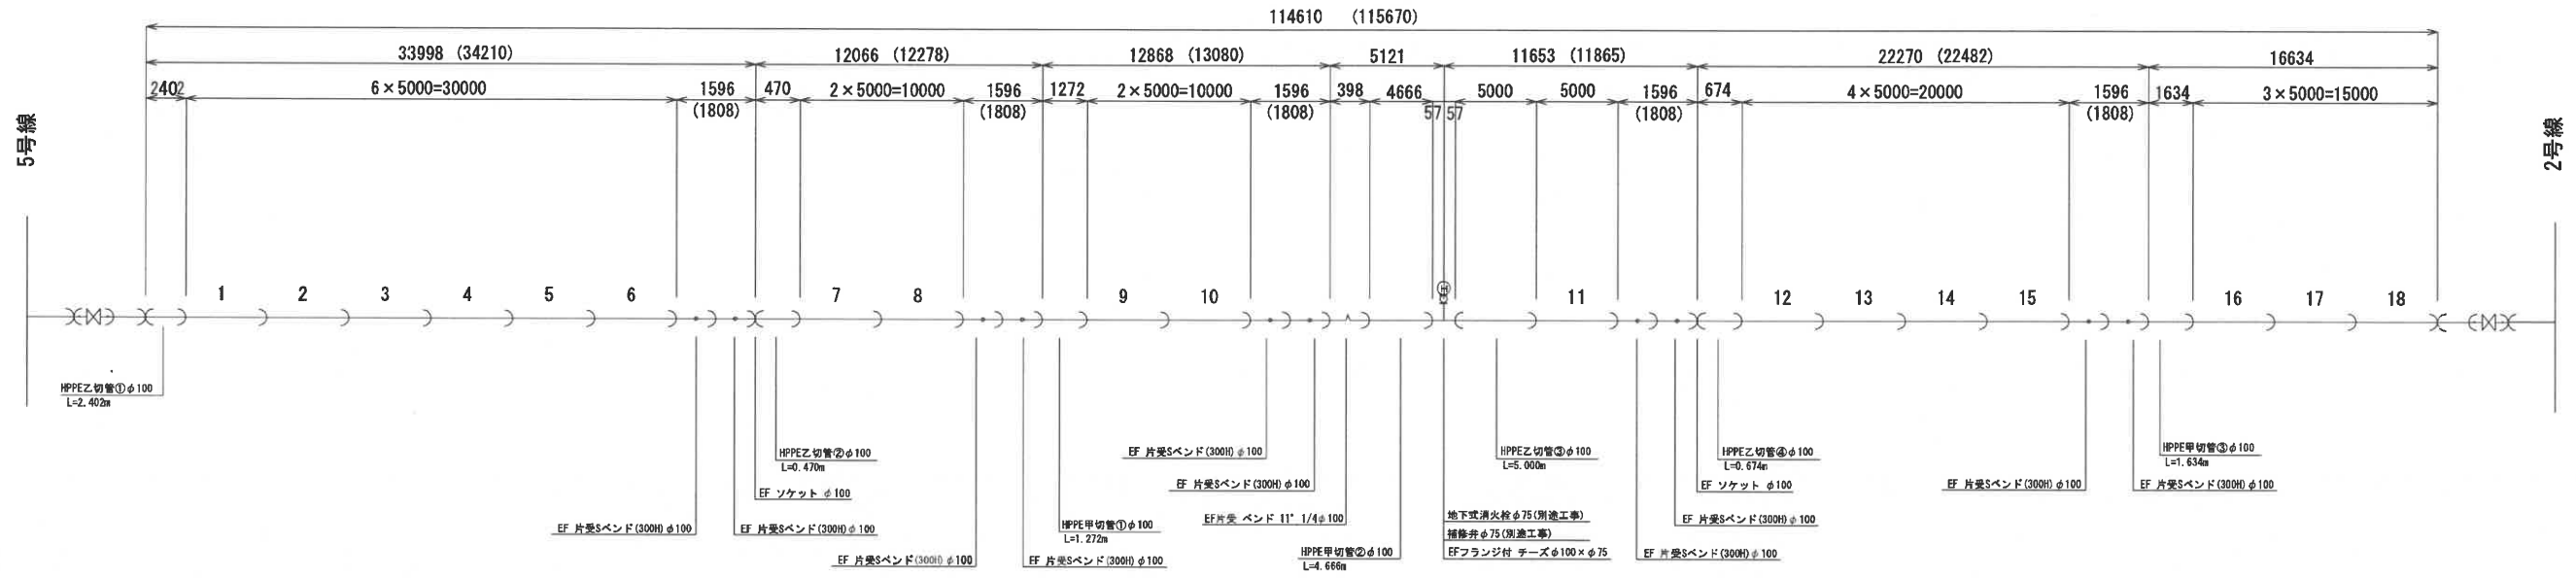 114610 (115670)
33998 (34210)
12066 (12278)
12868 (13080)
5121
11653 (11865)
22270 (22482)
16634
2402
6×5000=30000
1596
(1808)
470
2×5000=10000
1596
(1808)
1272
2×5000=10000
1596
(1808)
398
4666
57
57
5000
5000
1596
(1808)
674
4×5000=20000
1596
(1808)
1634
3×5000=15000
5号線
2号線
1
2
3
4
5
6
7
8
9
10
H
11
12
13
14
15
16
17
18
HPPE乙切管①φ100
L=2.402m
EF 片受Sベンド(300H)φ100
HPPE乙切管②φ100
L=0.470m
EF ソケット φ100
EF 片受Sベンド(300H)φ100
EF 片受Sベンド(300H)φ100
HPPE甲切管①φ100
L=1.272m
EF 片受Sベンド(300H)φ100
EF 片受Sベンド(300H)φ100
EF 片受Sベンド(300H)φ100
EF片受 ベンド 11° 1/4φ100
HPPE甲切管②φ100
L=4.666m
HPPE乙切管③φ100
L=5.000m
地下式消火栓φ75(別途工事)
補修弁φ75(別途工事)
EFフランジ付 チーズφ100×φ75
EF 片受Sベンド(300H)φ100
HPPE乙切管④φ100
L=0.674m
EF ソケット φ100
EF 片受Sベンド(300H)φ100
EF 片受Sベンド(300H)φ100
HPPE甲切管③φ100
L=1.634m
EF 片受Sベンド(300H)φ100